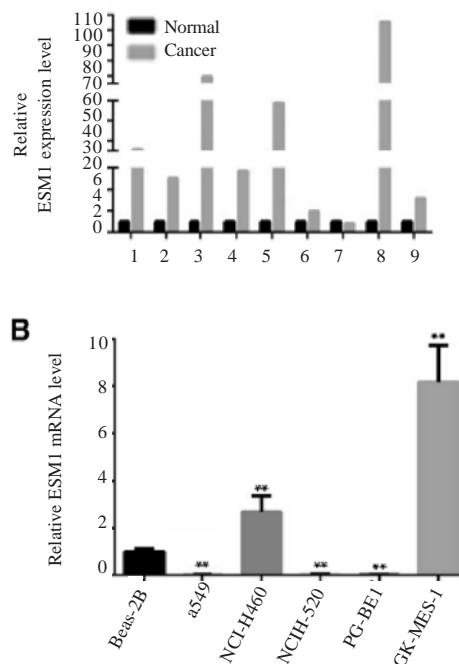 Normal
Cancer
Relative
ESM1 expression level
110
100
90
80
70
60
50
40
30
20
6
4
2
0
1 2 3 4 5 6 7 8 9
B
Relative ESM1 mRNA level
10
8
6
4
2
0
**
**
**
**
**
Beas-2B
a549
NCI-H460
NCIH-520
PG-BE1
GK-MES-1